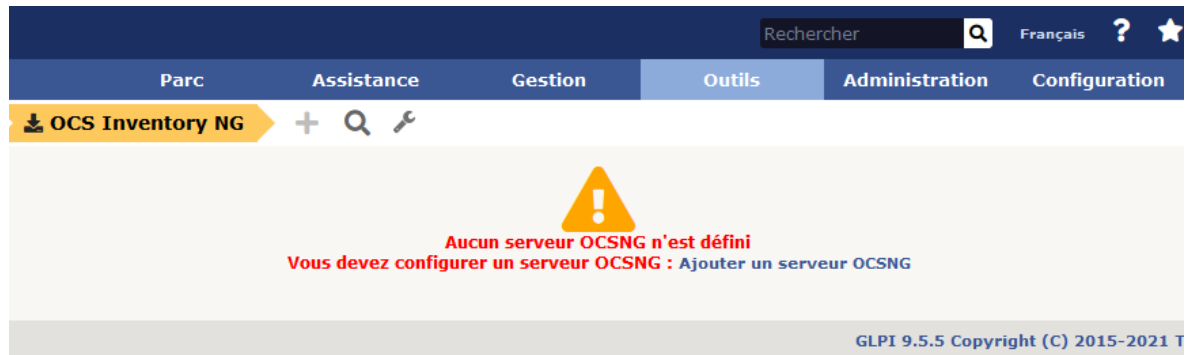 Rechercher Français ?
Parc Assistance Gestion Outils Administration Configuration
OCS Inventory NG
Aucun serveur OCSNG n'est défini
Vous devez configurer un serveur OCSNG : Ajouter un serveur OCSNG
GLPI 9.5.5 Copyright (C) 2015-2021 T